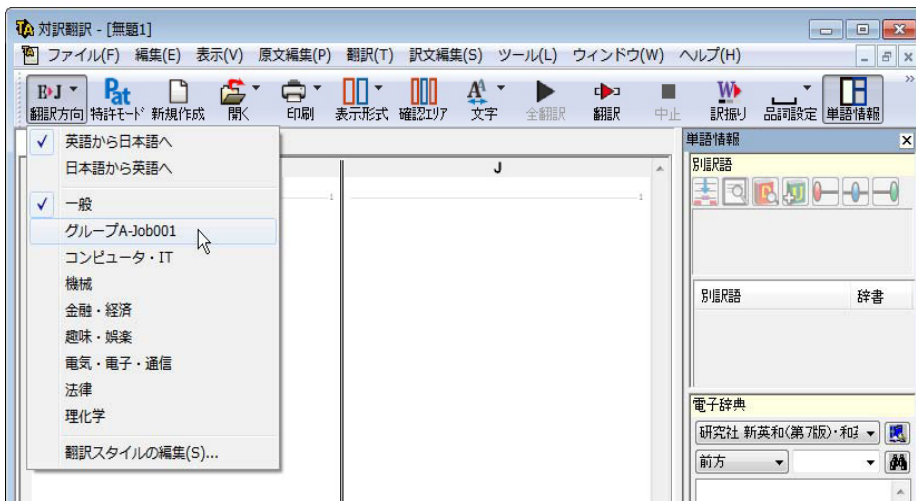 対訳翻訳 - [無題1]
ファイル(F) 編集(E) 表示(V) 原文編集(P) 翻訳(T) 訳文編集(S) ツール(L) ウィンドウ(W) ヘルプ(H)
E▸J Pat A A W
翻訳方向 特許モード 新規作成 開く 印刷 表示形式 確認エリア 文字 全翻訳 翻訳 中止 訳振り 品詞設定 単語情報
英語から日本語へ
日本語から英語へ
一般
グループA-Job001
コンピュータ・IT
機械
金融・経済
趣味・娯楽
電気・電子・通信
法律
理化学
翻訳スタイルの編集(S)...
J
1 1
単語情報
別訳語
別訳語 辞書
電子辞典
研究社 新英和(第7版)・和
前方